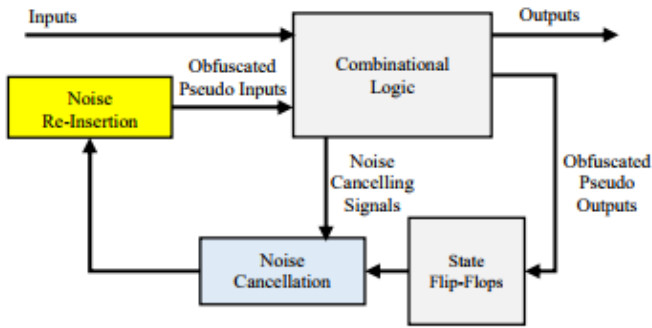 Inputs
Outputs
Combinational
Logic
Obfuscated
Pseudo Inputs
Noise
Re-Insertion
Noise
Cancelling
Signals
Obfuscated
Pseudo
Outputs
Noise
Cancellation
State
Flip-Flops